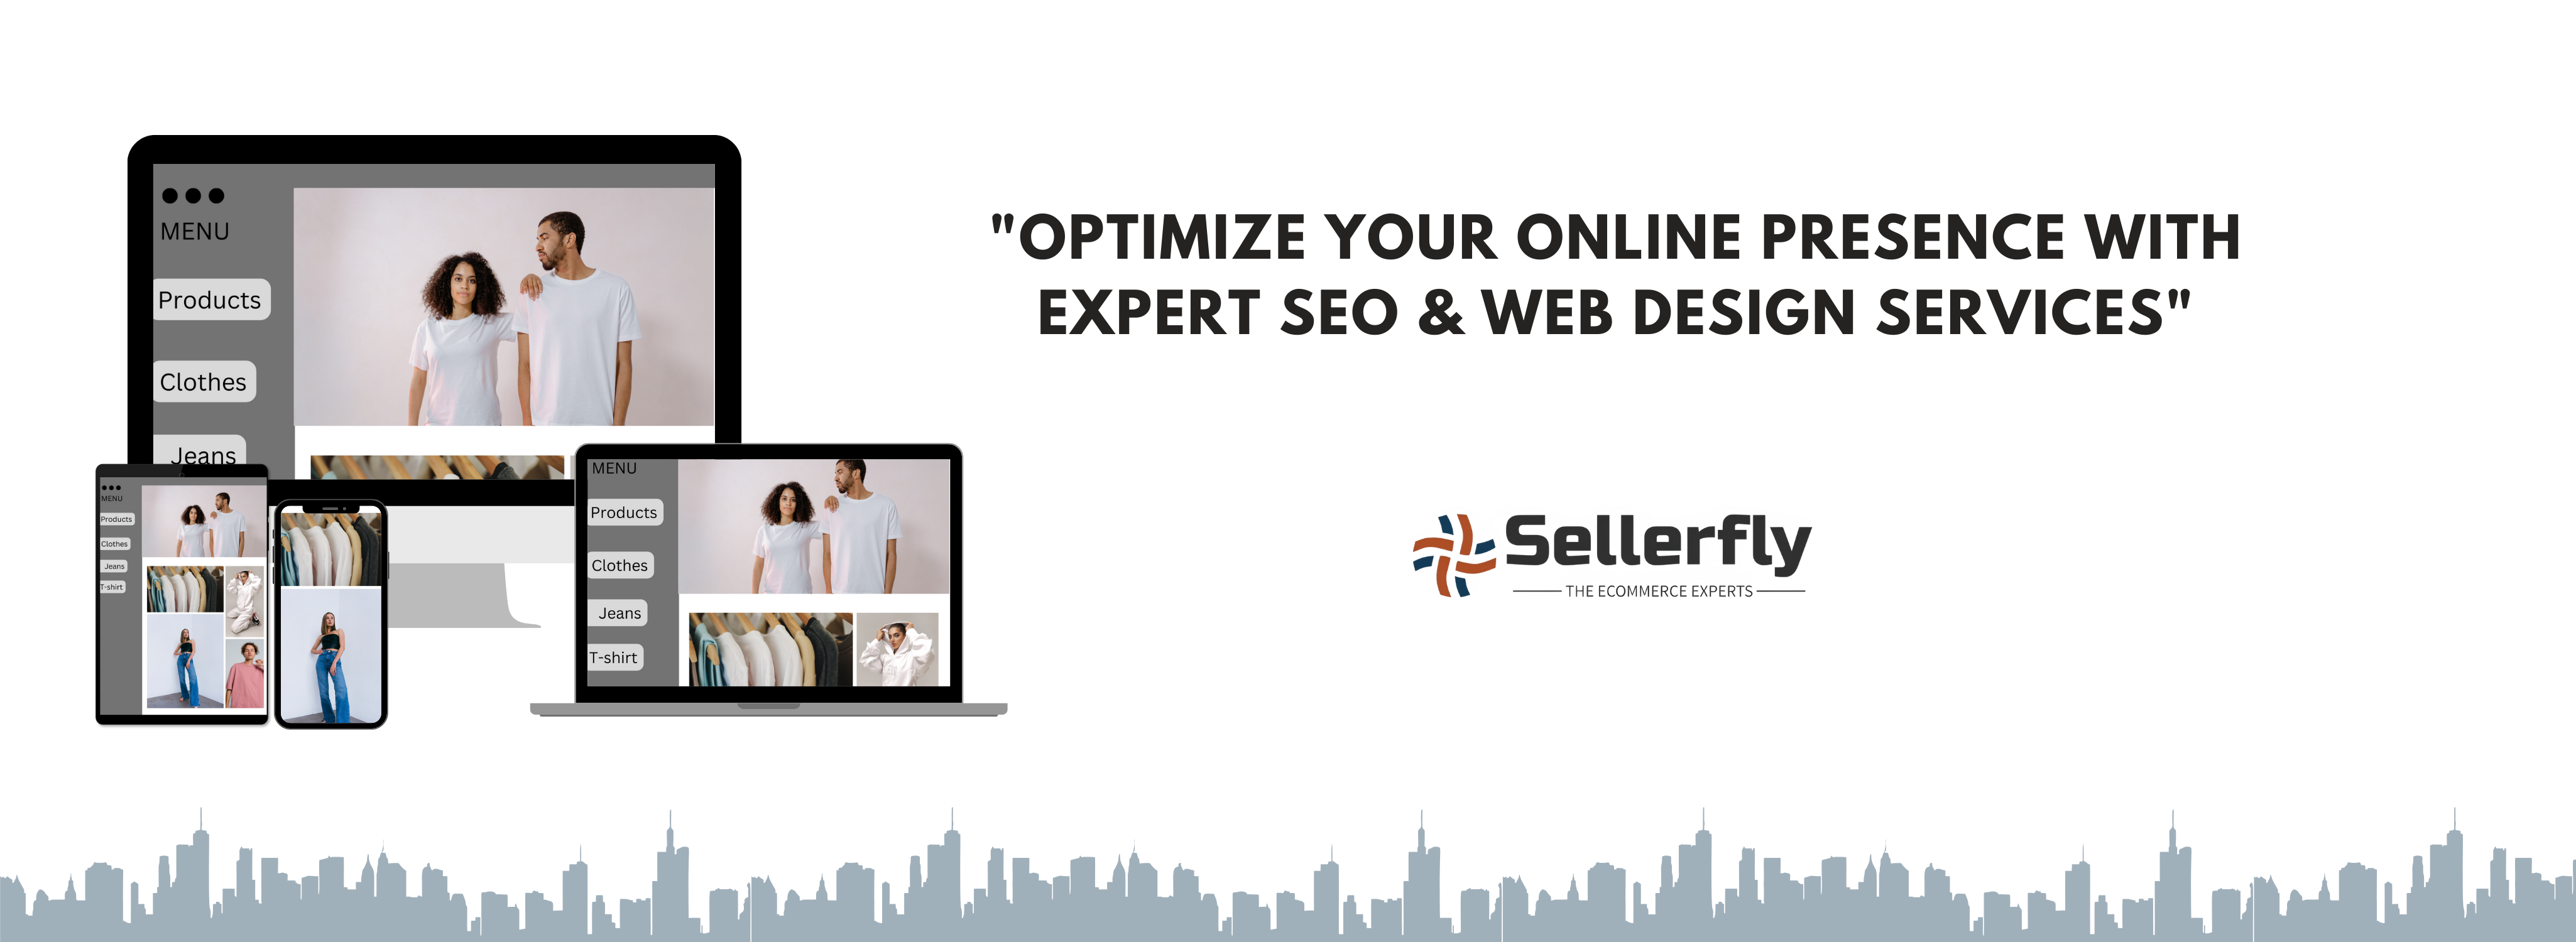 MENU
Products
Clothes
Jeans
MENU
Products
Clothes
Jeans
T-shirt
MENU
Products
Clothes
Jeans
T-shirt
"OPTIMIZE YOUR ONLINE PRESENCE WITH
EXPERT SEO & WEB DESIGN SERVICES"
Sellerfly
THE ECOMMERCE EXPERTS